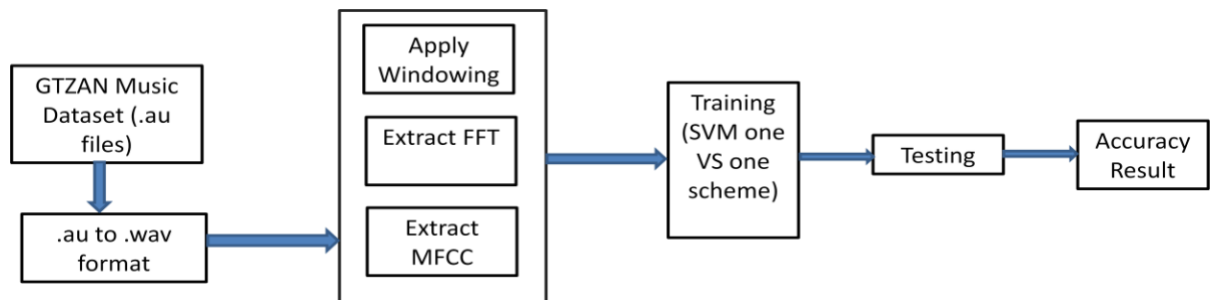 GTZAN Music
Dataset (.au
files)
.au to .wav
format
Apply
Windowing
Extract FFT
Extract
MFCC
Training
(SVM one
VS one
scheme)
Testing
Accuracy
Result